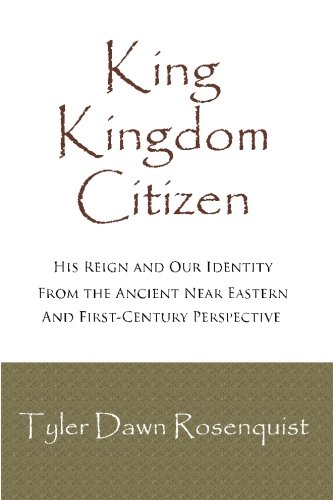 King
Kingdom
Citizen
His Reign and Our Identity
From the Ancient Near Eastern
And First-Century Perspective
Tyler Dawn Rosenquist